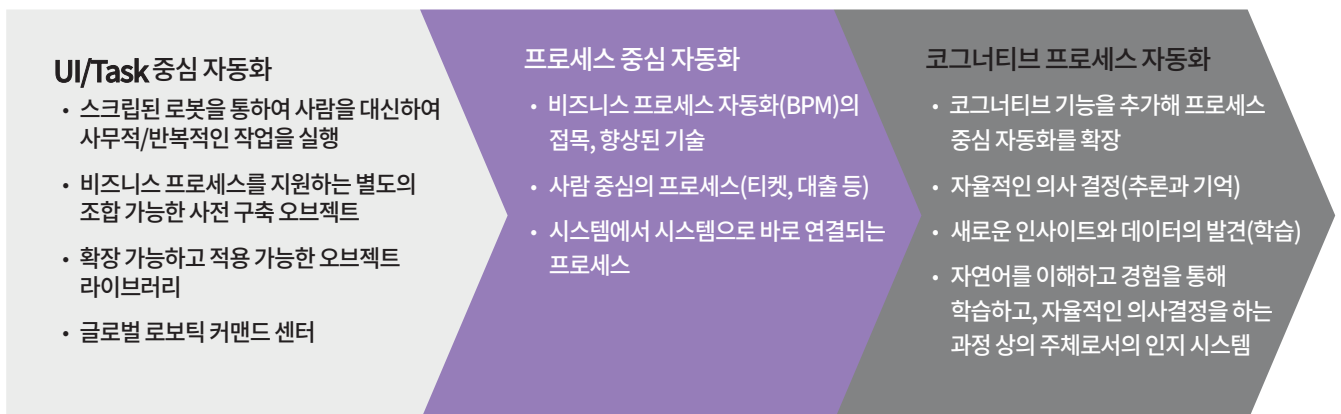 UI/Task 중심 자동화
• 스크립된 로봇을 통하여 사람을 대신하여
사무적/반복적인 작업을 실행
• 비즈니스 프로세스를 지원하는 별도의
조합 가능한 사전 구축 오브젝트
• 확장 가능하고 적용 가능한 오브젝트
라이브러리
• 글로벌 로보틱 커맨드 센터
프로세스 중심 자동화
• 비즈니스 프로세스 자동화(BPM)의
접목, 향상된 기술
• 사람 중심의 프로세스(티켓, 대출 등)
• 시스템에서 시스템으로 바로 연결되는
프로세스
코그너티브 프로세스 자동화
• 코그너티브 기능을 추가해 프로세스
중심 자동화를 확장
• 자율적인 의사 결정(추론과 기억)
• 새로운 인사이트와 데이터의 발견(학습)
• 자연어를 이해하고 경험을 통해
학습하고, 자율적인 의사결정을 하는
과정 상의 주체로서의 인지 시스템